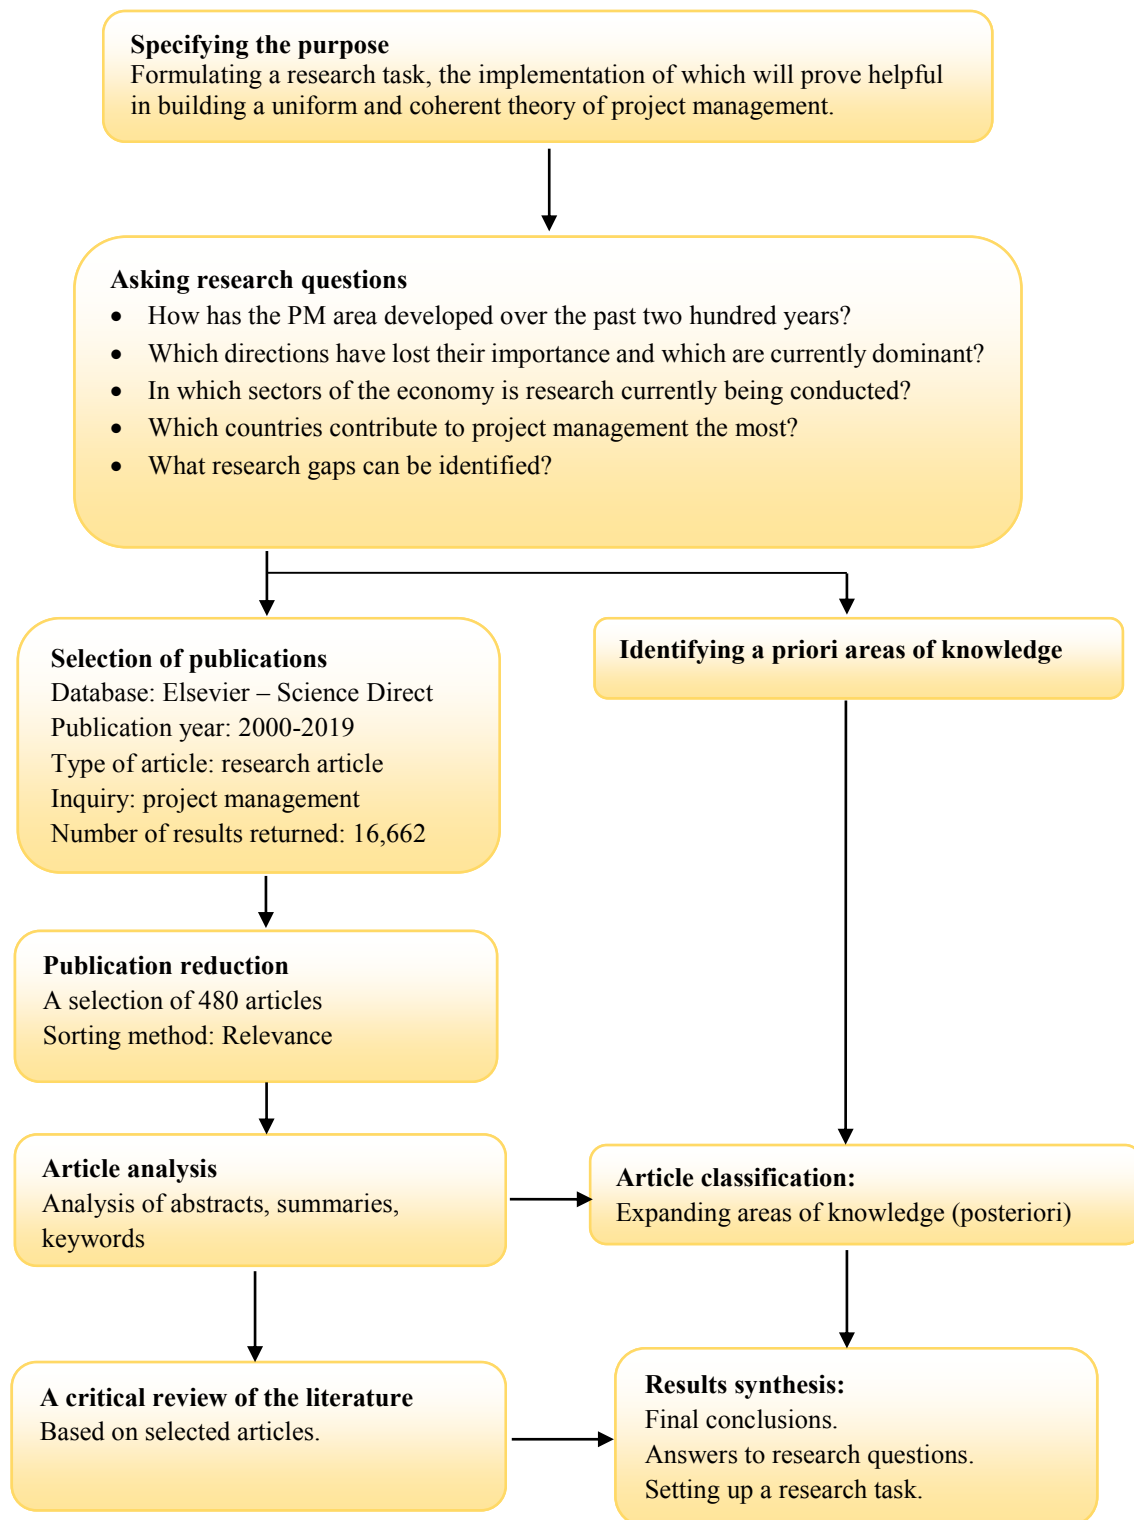 Specifying the purpose
Formulating a research task, the implementation of which will prove helpful
in building a uniform and coherent theory of project management.
Asking research questions
• How has the PM area developed over the past two hundred years?
• Which directions have lost their importance and which are currently dominant?
• In which sectors of the economy is research currently being conducted?
• Which countries contribute to project management the most?
• What research gaps can be identified?
Selection of publications
Database: Elsevier – Science Direct
Publication year: 2000-2019
Type of article: research article
Inquiry: project management
Number of results returned: 16,662
Identifying a priori areas of knowledge
Publication reduction
A selection of 480 articles
Sorting method: Relevance
Article analysis
Analysis of abstracts, summaries,
keywords
Article classification:
Expanding areas of knowledge (posteriori)
A critical review of the literature
Based on selected articles.
Results synthesis:
Final conclusions.
Answers to research questions.
Setting up a research task.